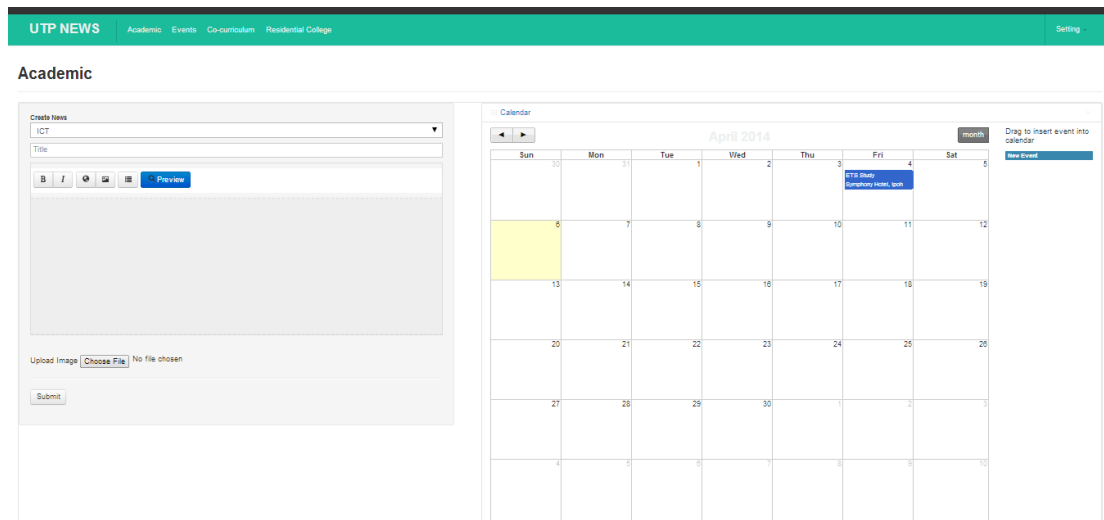 UTP NEWS Academic Events Co-curriculum Residential College Setting
Academic
Create News
ICT
Title
B I Preview
Upload Image Choose File No file chosen
Submit
Calendar
April 2014 month
Sun Mon Tue Wed Thu Fri Sat
30 31 1 2 3 4 5
ETS Study
Symphony Hotel, Ipoh
6 7 8 9 10 11 12
13 14 15 16 17 18 19
20 21 22 23 24 25 26
27 28 29 30 1 2 3
4 5 6 7 8 9 10
Drag to insert event into
calendar
New Event